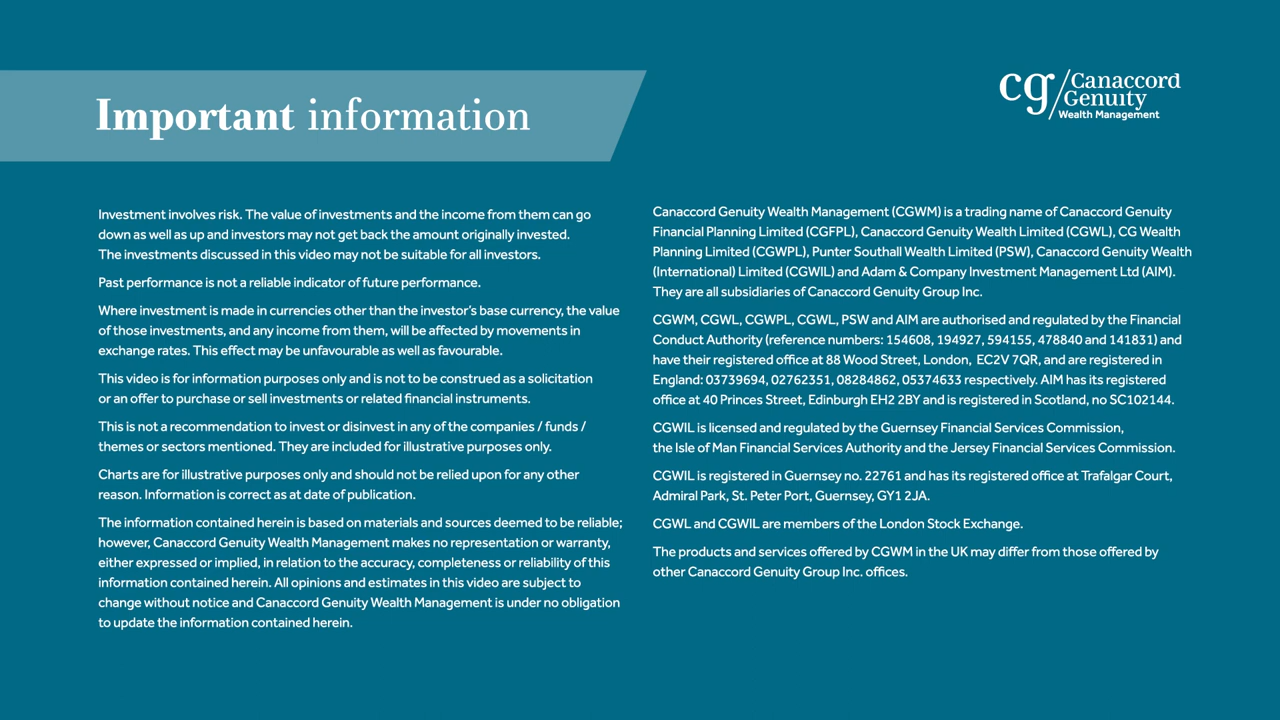 Important information
cg/Canaccord
Genuity
Wealth Management
Investment involves risk. The value of investments and the income from them can go
down as well as up and investors may not get back the amount originally invested.
The investments discussed in this video may not be suitable for all investors.
Past performance is not a reliable indicator of future performance.
Where investment is made in currencies other than the investor's base currency, the value
of those investments, and any income from them, will be affected by movements in
exchange rates. This effect may be unfavourable as well as favourable.
This video is for information purposes only and is not to be construed as a solicitation
or an offer to purchase or sell investments or related financial instruments.
This is not a recommendation to invest or disinvest in any of the companies / funds /
themes or sectors mentioned. They are included for illustrative purposes only.
Charts are for illustrative purposes only and should not be relied upon for any other
reason. Information is correct as at date of publication.
The information contained herein is based on materials and sources deemed to be reliable;
however, Canaccord Genuity Wealth Management makes no representation or warranty,
either expressed or implied, in relation to the accuracy, completeness or reliability of this
information contained herein. All opinions and estimates in this video are subject to
change without notice and Canaccord Genuity Wealth Management is under no obligation
to update the information contained herein.
Canaccord Genuity Wealth Management (CGWM) is a trading name of Canaccord Genuity
Financial Planning Limited (CGFPL), Canaccord Genuity Wealth Limited (CGWL), CG Wealth
Planning Limited (CGWPL), Punter Southall Wealth Limited (PSW), Canaccord Genuity Wealth
(International) Limited (CGWIL) and Adam & Company Investment Management Ltd (AIM).
They are all subsidiaries of Canaccord Genuity Group Inc.
CGWM, CGWL, CGWPL, CGWL, PSW and AIM are authorised and regulated by the Financial
Conduct Authority (reference numbers: 154608, 194927, 594155, 478840 and 141831) and
have their registered office at 88 Wood Street, London, EC2V 7QR, and are registered in
England: 03739694, 02762351, 08284862, 05374633 respectively. AIM has its registered
office at 40 Princes Street, Edinburgh EH2 2BY and is registered in Scotland, no SC102144.
CGWIL is licensed and regulated by the Guernsey Financial Services Commission,
the Isle of Man Financial Services Authority and the Jersey Financial Services Commission.
CGWIL is registered in Guernsey no. 22761 and has its registered office at Trafalgar Court,
Admiral Park, St. Peter Port, Guernsey, GY1 2JA.
CGWL and CGWIL are members of the London Stock Exchange.
The products and services offered by CGWM in the UK may differ from those offered by
other Canaccord Genuity Group Inc. offices.